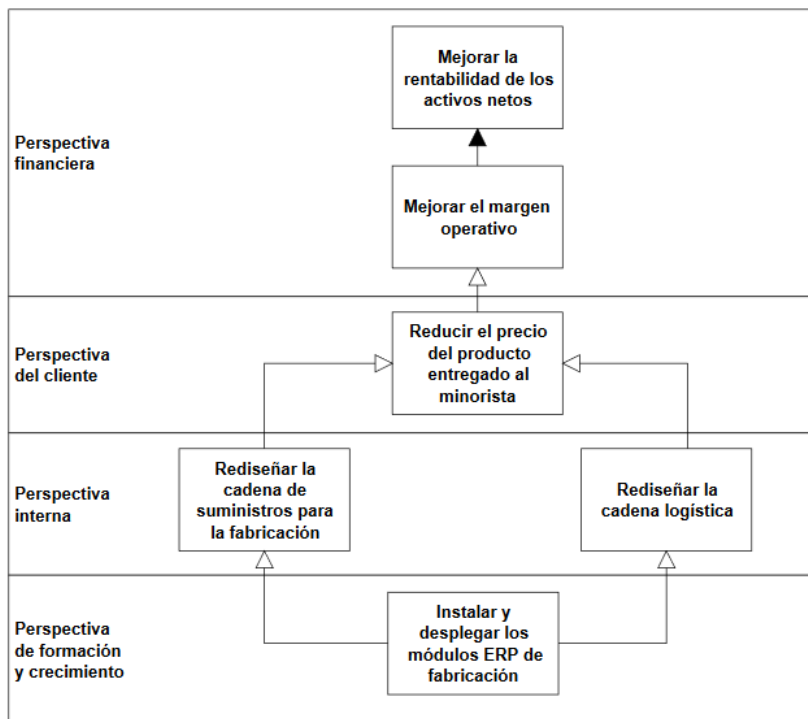 Mejorar la
rentabilidad de los
activos netos
Perspectiva
financiera
Mejorar el margen
operativo
Perspectiva
del cliente
Reducir el precio
del producto
entregado al
minorista
Perspectiva
interna
Rediseñar la
cadena de
suministros para
la fabricación
Rediseñar la
cadena logística
Perspectiva
de formación
y crecimiento
Instalar y
desplegar los
módulos ERP de
fabricación